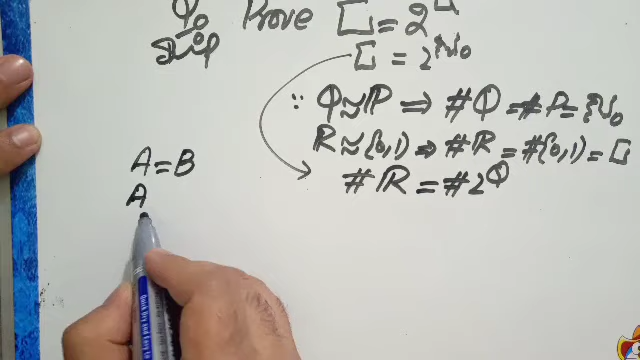 Q/o Prove C = 2^ℵ₀
C = 2^ℵ₀
∵ Q ≈ P ⇒ #Q = #P = ℵ₀
R ≈ (0,1) ⇒ #R = #(0,1) = C
#R = #2^Q
A = B
A